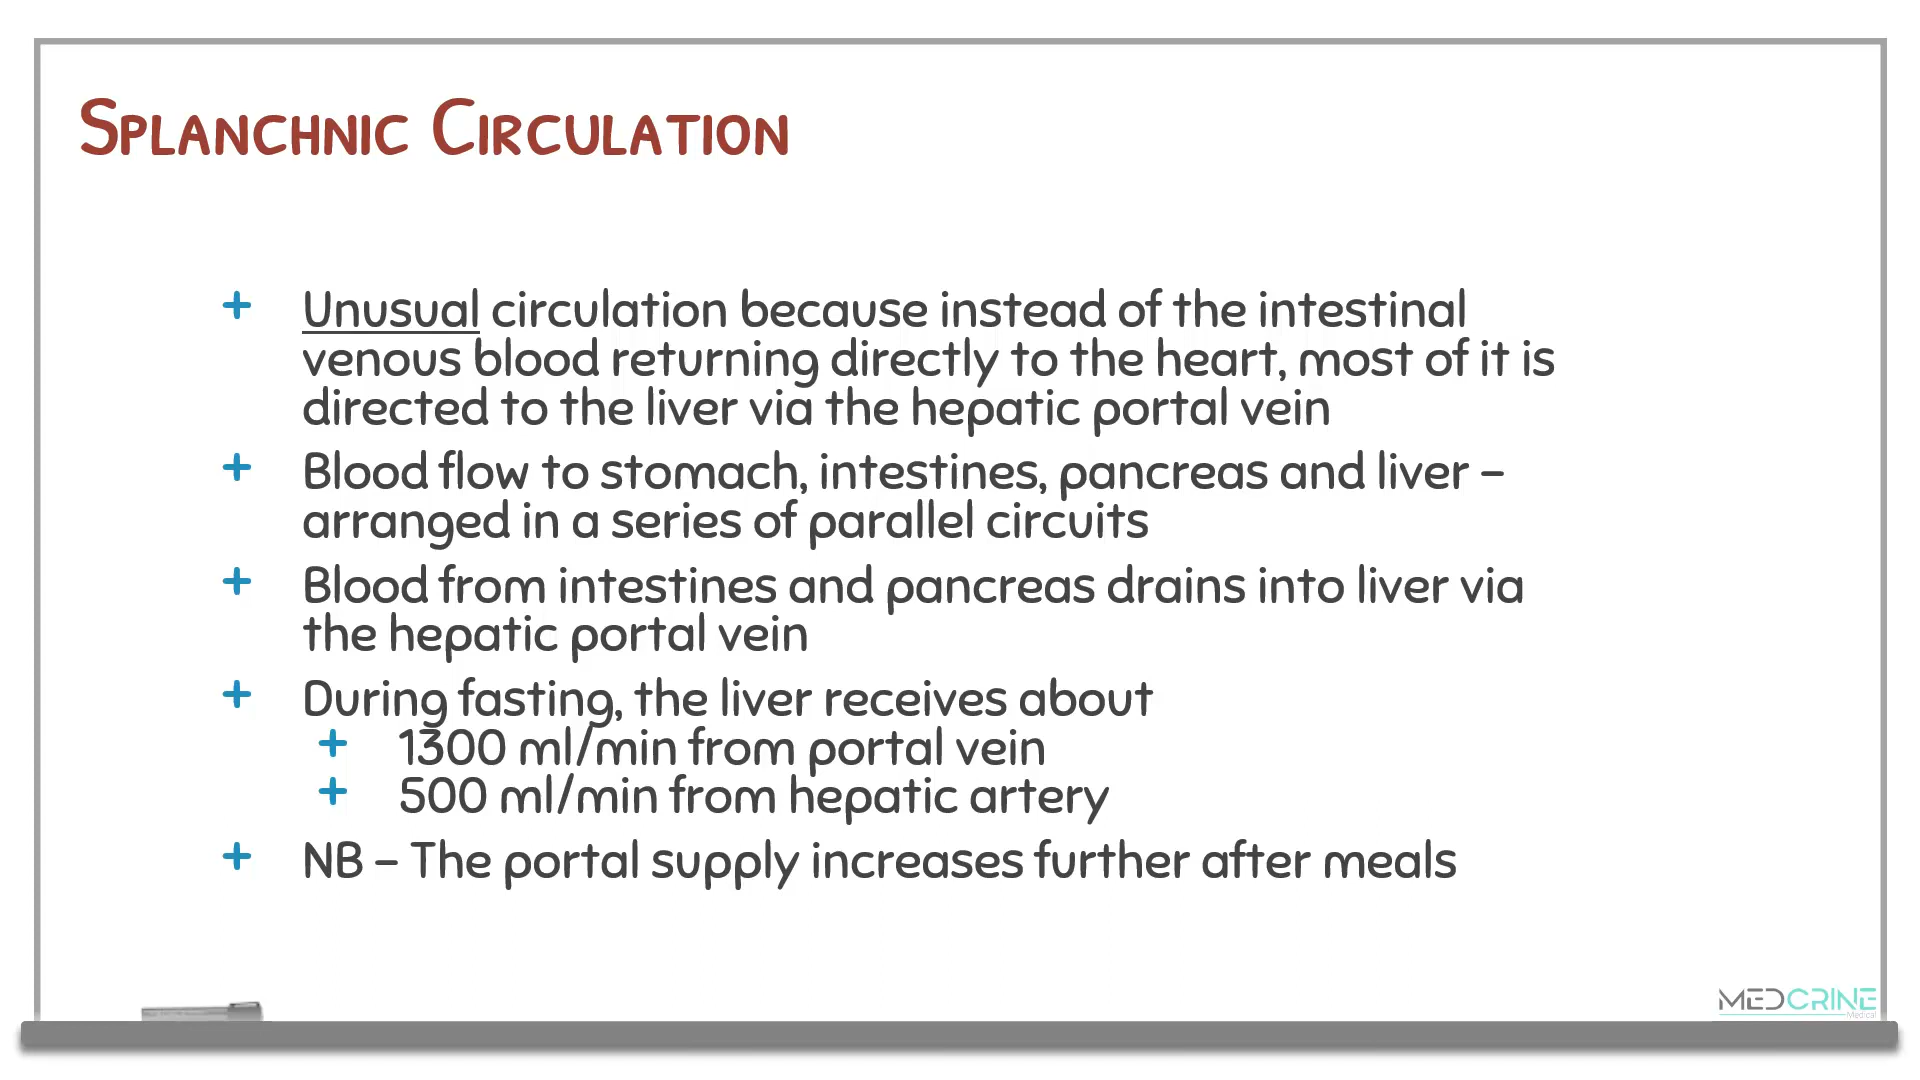 Splanchnic Circulation
+ Unusual circulation because instead of the intestinal
venous blood returning directly to the heart, most of it is
directed to the liver via the hepatic portal vein
+ Blood flow to stomach, intestines, pancreas and liver –
arranged in a series of parallel circuits
+ Blood from intestines and pancreas drains into liver via
the hepatic portal vein
+ During fasting, the liver receives about
+ 1300 ml/min from portal vein
+ 500 ml/min from hepatic artery
+ NB – The portal supply increases further after meals
MEDCRINE
Medical